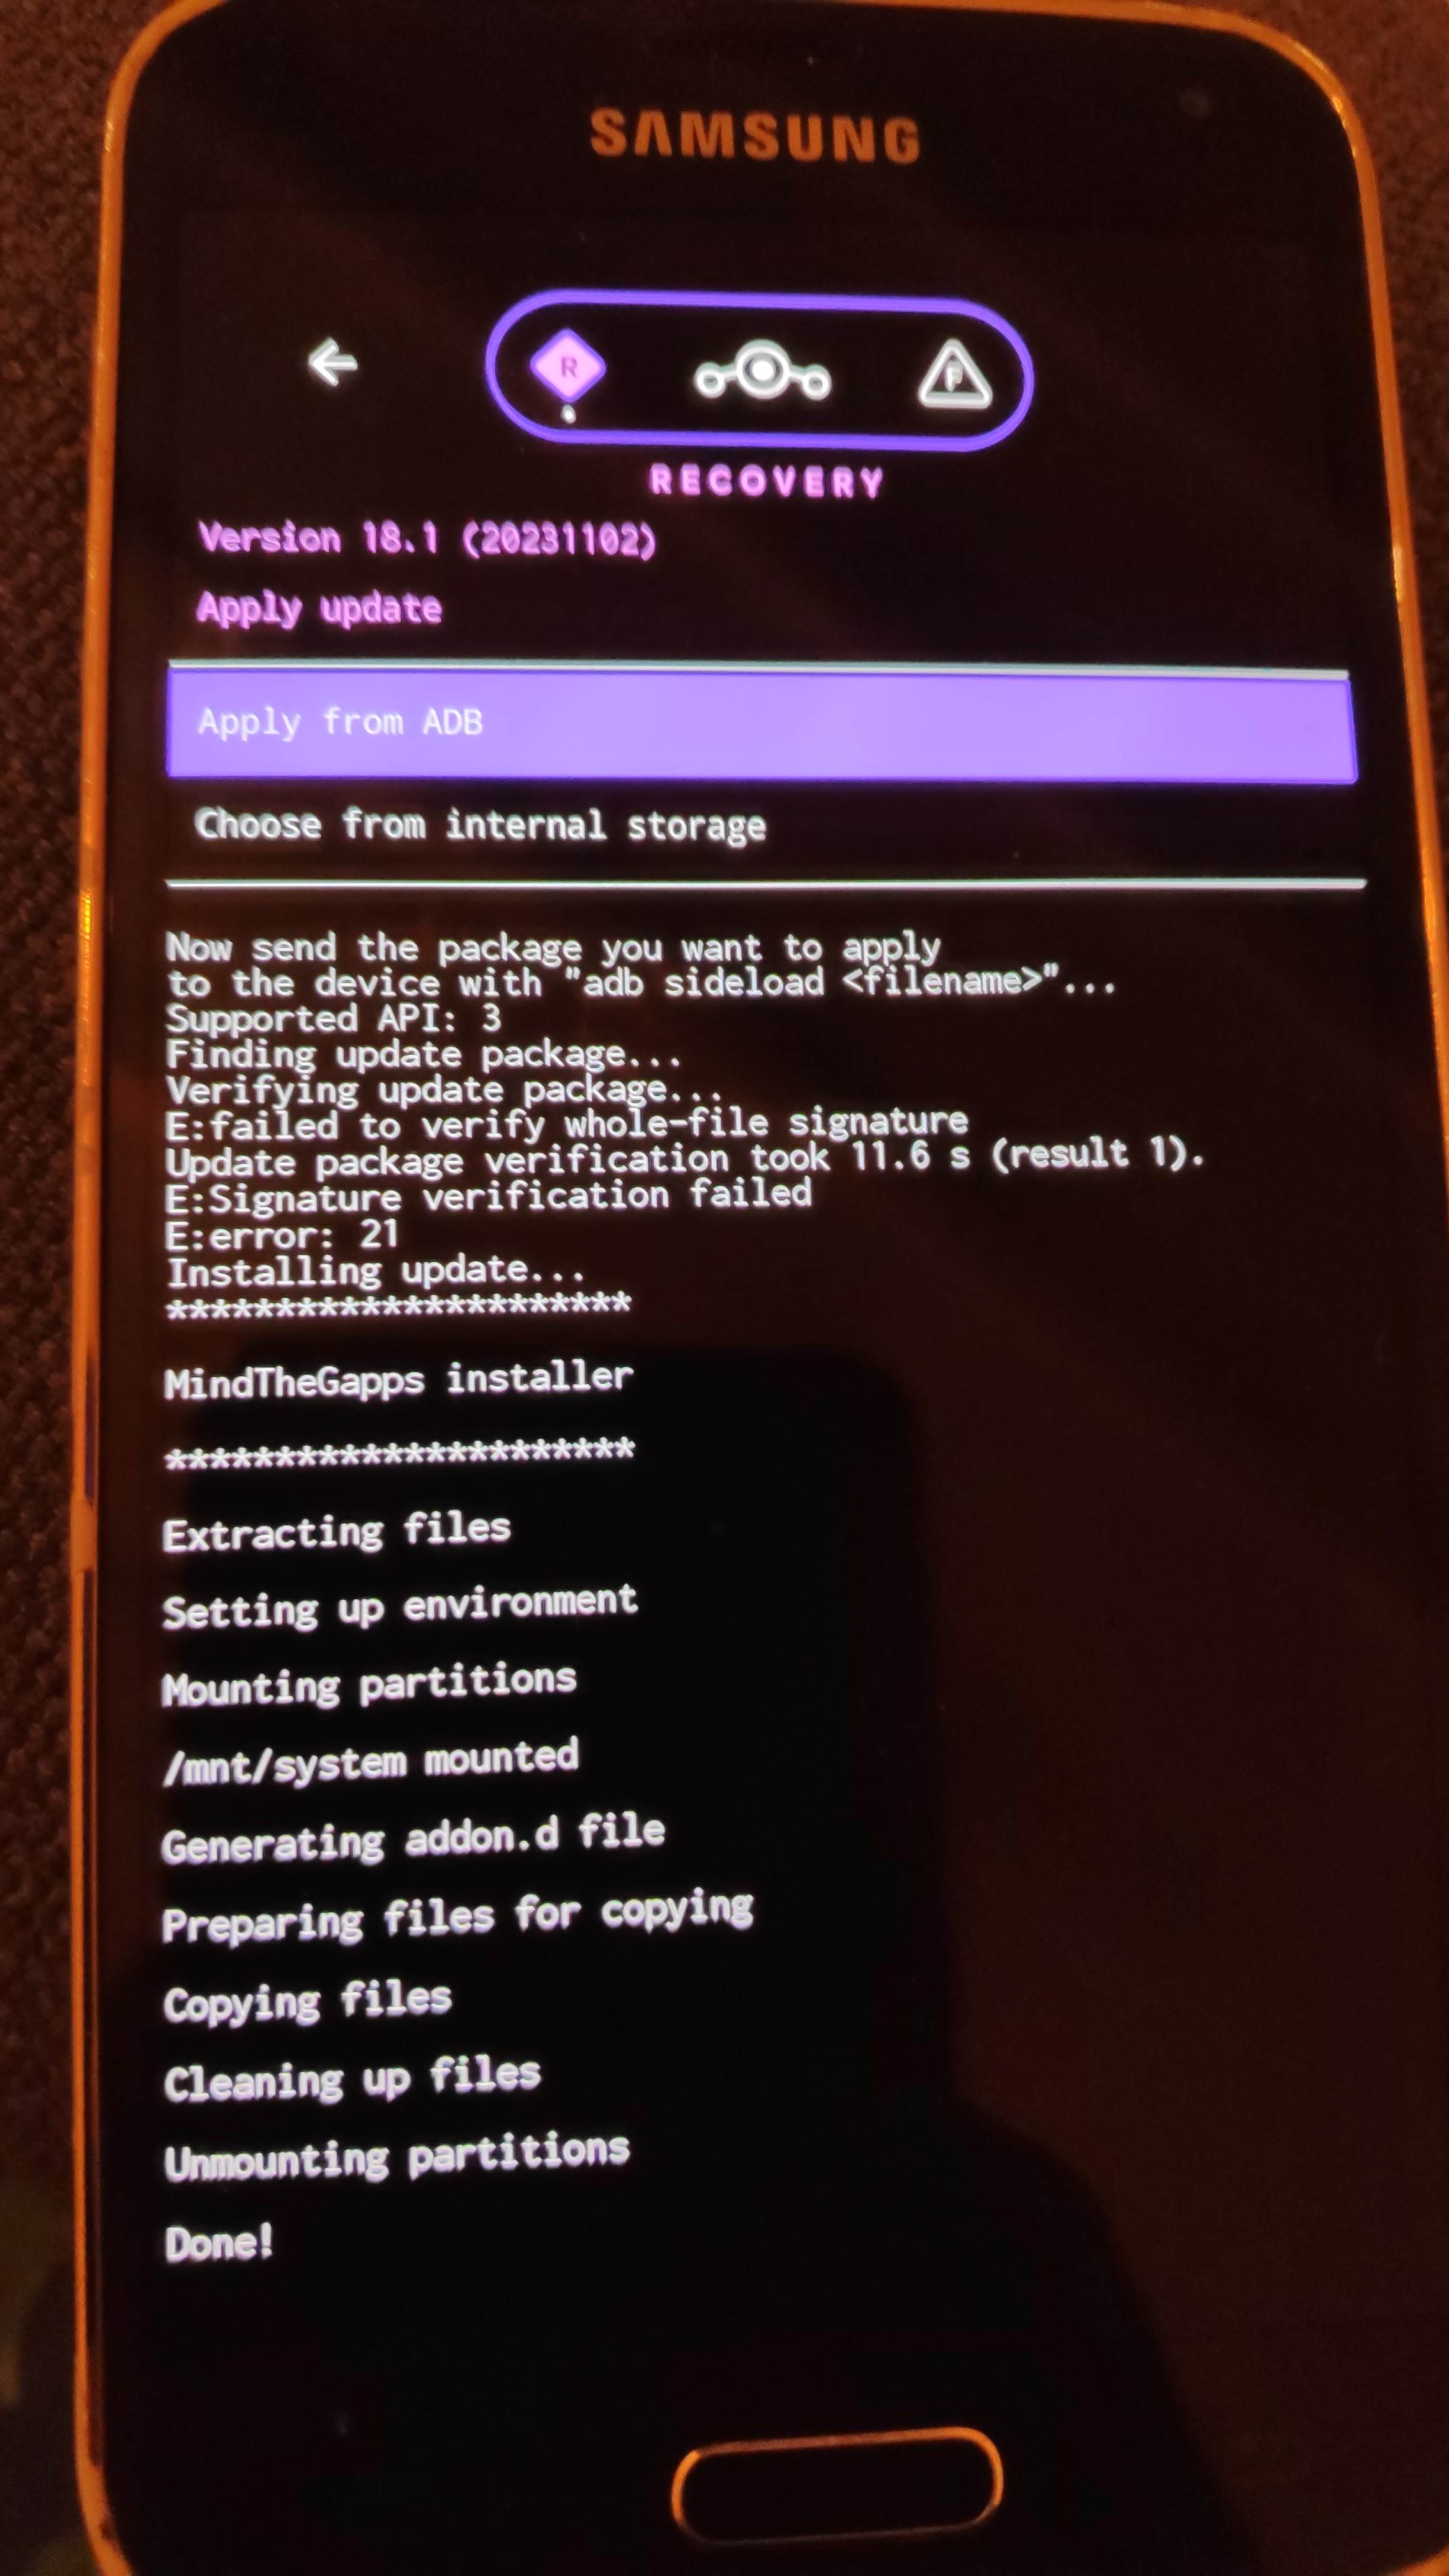 SAMSUNG
R
F
RECOVERY
Version 18.1 (20231102)
Apply update
Apply from ADB
Choose from internal storage
Now send the package you want to apply
to the device with "adb sideload <filename>"...
Supported API: 3
Finding update package...
Verifying update package...
E:failed to verify whole-file signature
Update package verification took 11.6 s (result 1).
E:Signature verification failed
E:error: 21
Installing update...
**********************
MindTheGapps installer
**********************
Extracting files
Setting up environment
Mounting partitions
/mnt/system mounted
Generating addon.d file
Preparing files for copying
Copying files
Cleaning up files
Unmounting partitions
Done!